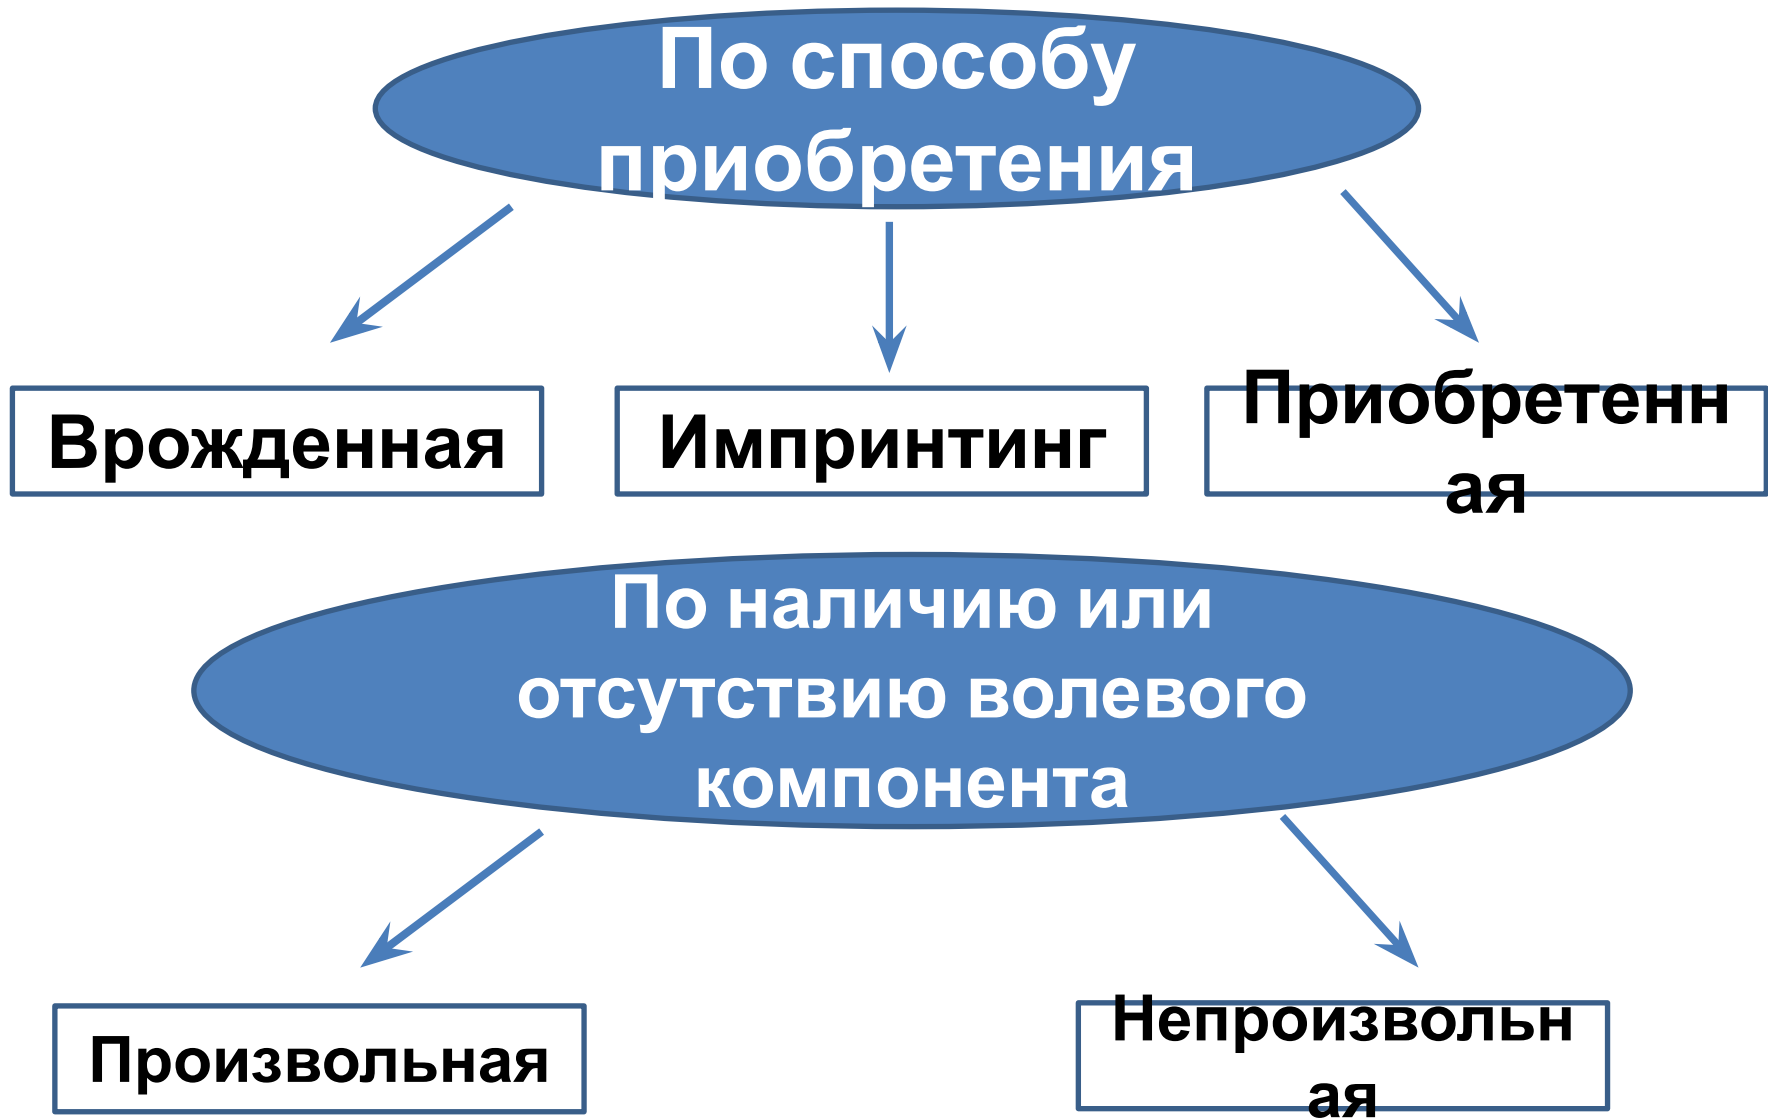 По способу
приобретения
Врожденная
Импринтинг
Приобретенн
ая
По наличию или
отсутствию волевого
компонента
Произвольная
Непроизвольн
ая